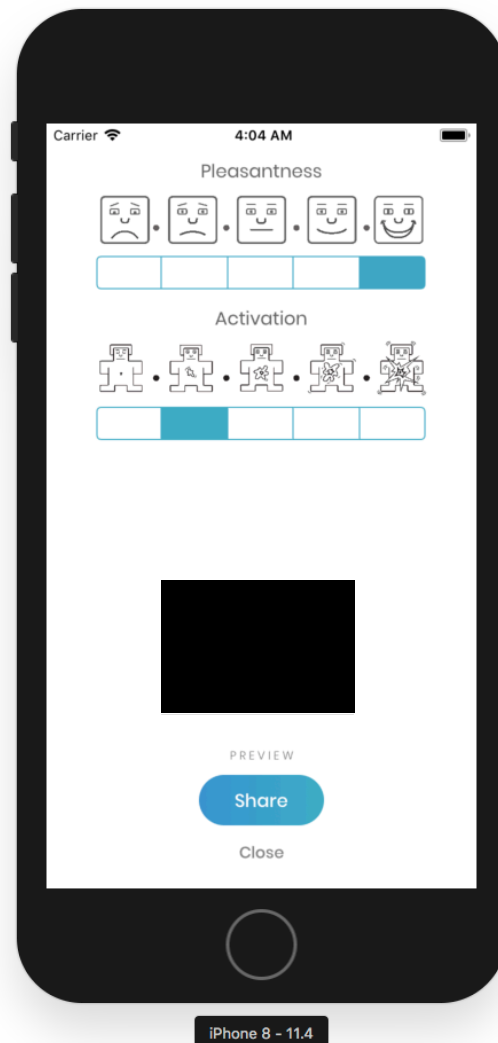 Carrier 4:04 AM
Pleasantness
Activation
PREVIEW
Share
Close
iPhone 8 - 11.4